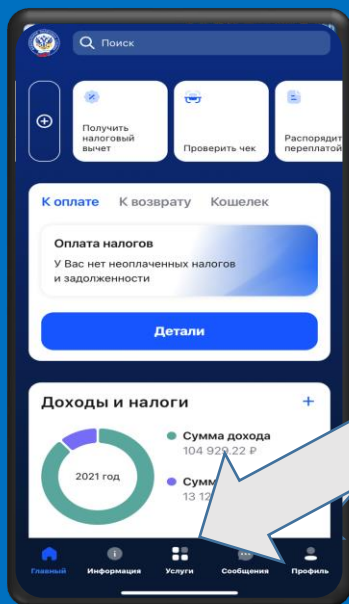 Поиск
Получить
налоговый
вычет
Проверить чек
Распорядит
переплатой
К оплате К возврату Кошелек
Оплата налогов
У Вас нет неоплаченных налогов
и задолженности
Детали
Доходы и налоги
2021 год
Сумма дохода
104 929.22 ₽
Сумм
13 12
Главный Информация Услуги Сообщения Профиль